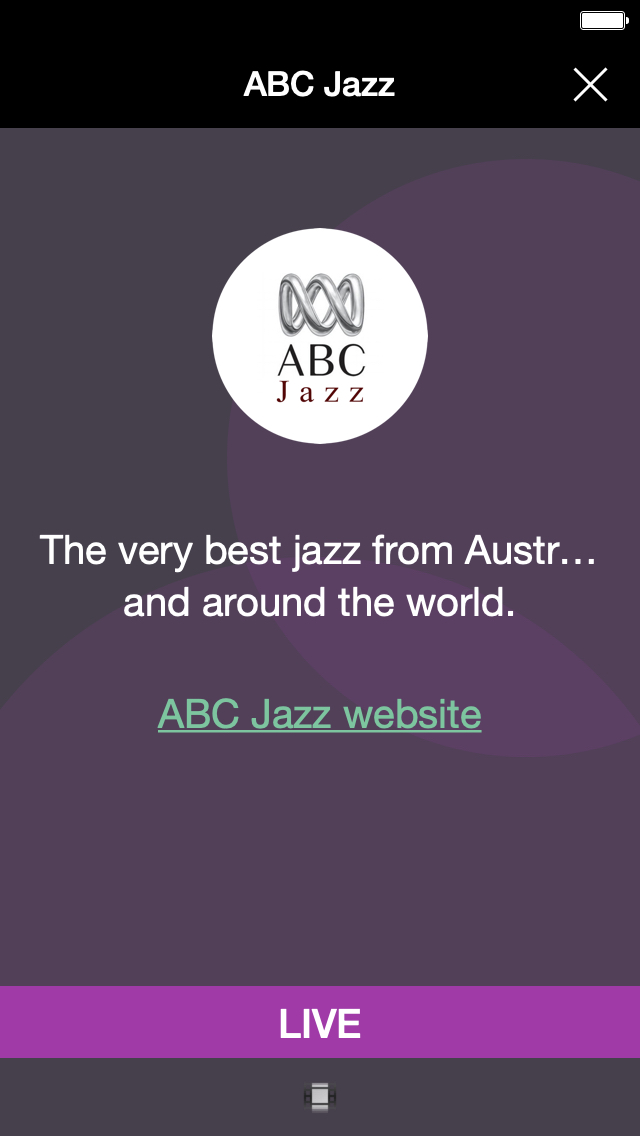 ABC Jazz
ABC
Jazz
The very best jazz from Austr…
and around the world.
ABC Jazz website
LIVE